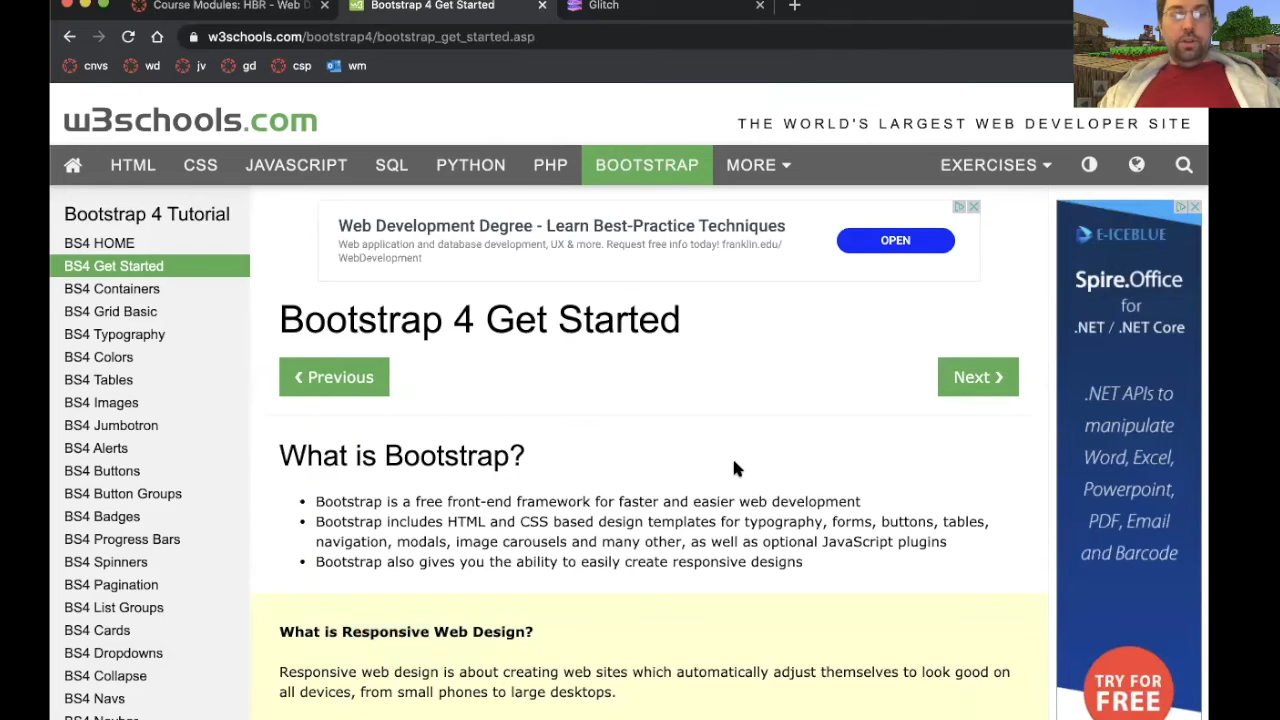 Course Modules: HBR - Web D
Bootstrap 4 Get Started
Glitch
w3schools.com/bootstrap4/bootstrap_get_started.asp
cnvs wd jv gd csp wm
w3schools.com
THE WORLD'S LARGEST WEB DEVELOPER SITE
HTML CSS JAVASCRIPT SQL PYTHON PHP BOOTSTRAP MORE EXERCISES
Bootstrap 4 Tutorial
BS4 HOME
BS4 Get Started
BS4 Containers
BS4 Grid Basic
BS4 Typography
BS4 Colors
BS4 Tables
BS4 Images
BS4 Jumbotron
BS4 Alerts
BS4 Buttons
BS4 Button Groups
BS4 Badges
BS4 Progress Bars
BS4 Spinners
BS4 Pagination
BS4 List Groups
BS4 Cards
BS4 Dropdowns
BS4 Collapse
BS4 Navs
BS4 Navbar
Web Development Degree - Learn Best-Practice Techniques
Web application and database development, UX & more. Request free info today! franklin.edu/
WebDevelopment
OPEN
Bootstrap 4 Get Started
❮ Previous
Next ❯
What is Bootstrap?
• Bootstrap is a free front-end framework for faster and easier web development
• Bootstrap includes HTML and CSS based design templates for typography, forms, buttons, tables,
navigation, modals, image carousels and many other, as well as optional JavaScript plugins
• Bootstrap also gives you the ability to easily create responsive designs
What is Responsive Web Design?
Responsive web design is about creating web sites which automatically adjust themselves to look good on
all devices, from small phones to large desktops.
E-ICEBLUE
Spire.Office
for
.NET / .NET Core
.NET APIs to
manipulate
Word, Excel,
Powerpoint,
PDF, Email
and Barcode
TRY FOR
FREE